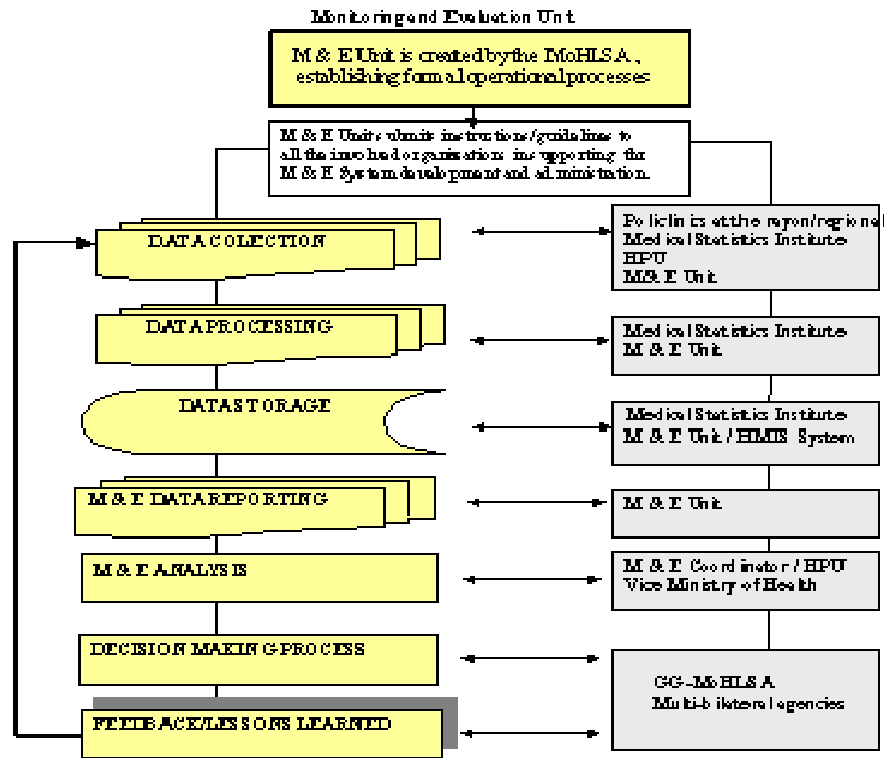 Monitoring and Evaluation Unit
M & E Unit is created by the MoHLSA,
establishing formal operational processes
M & E Unit submits instructions/guidelines to
all the involved organisations in supporting the
M & E System development and administration.
DATA COLECTION
Policlinics at the rayon/regional
Medical Statistics Institute
HPU
M& E Unit
DATA PROCESSING
Medical Statistics Institute
M & E Unit
DATA STORAGE
Medical Statistics Institute
M & E Unit / HMIS System
M & E DATA REPORTING
M & E Unit
M & E ANALYSIS
M & E Coordinator / HPU
Vice Ministry of Health
DECISION MAKING PROCESS
GG-MoHLSA
Multi-bilateral agencies
FEEDBACK/LESSONS LEARNED